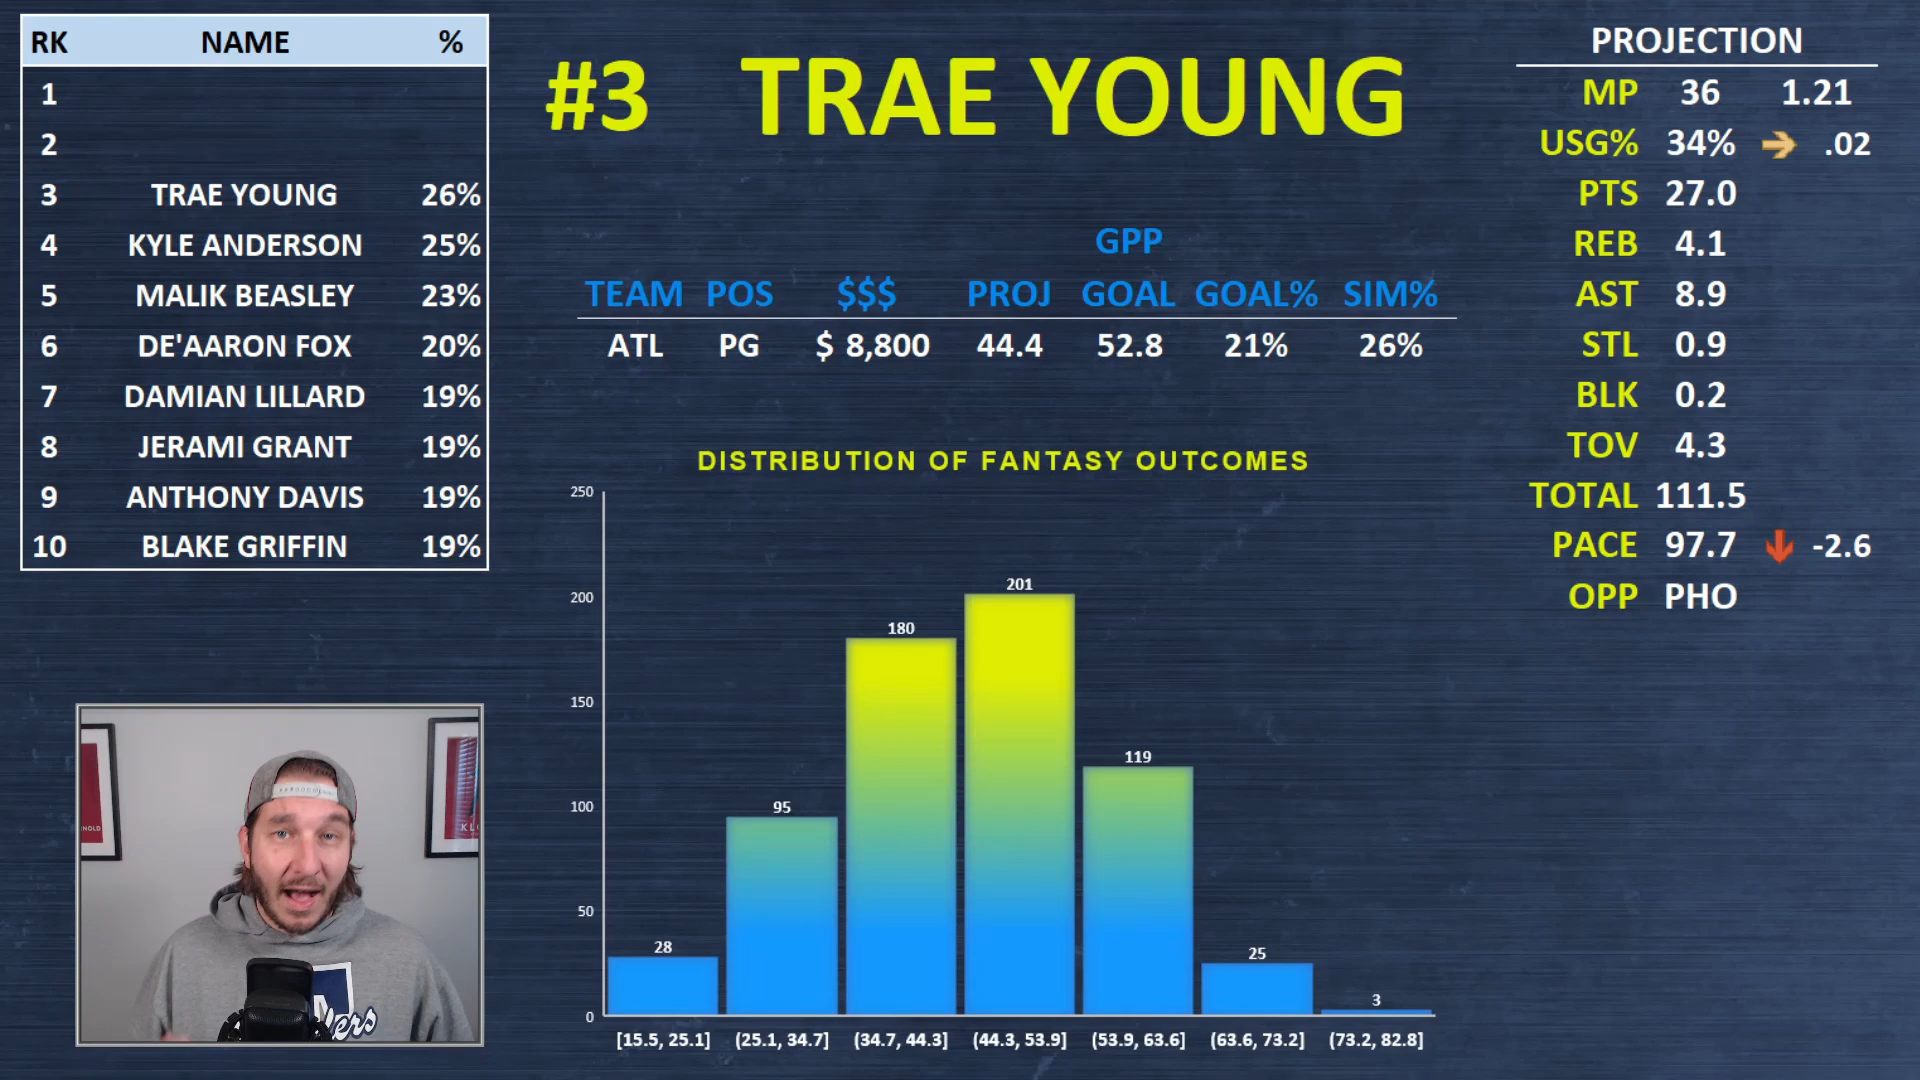 RK NAME %
1
2
3 TRAE YOUNG 26%
4 KYLE ANDERSON 25%
5 MALIK BEASLEY 23%
6 DE'AARON FOX 20%
7 DAMIAN LILLARD 19%
8 JERAMI GRANT 19%
9 ANTHONY DAVIS 19%
10 BLAKE GRIFFIN 19%
#3 TRAE YOUNG
GPP
TEAM POS $$$ PROJ GOAL GOAL% SIM%
ATL PG $ 8,800 44.4 52.8 21% 26%
PROJECTION
MP 36 1.21
USG% 34% .02
PTS 27.0
REB 4.1
AST 8.9
STL 0.9
BLK 0.2
TOV 4.3
TOTAL 111.5
PACE 97.7 -2.6
OPP PHO
DISTRIBUTION OF FANTASY OUTCOMES
250
200
150
100
50
0
28
95
180
201
119
25
3
[15.5, 25.1] (25.1, 34.7] (34.7, 44.3] (44.3, 53.9] (53.9, 63.6] (63.6, 73.2] (73.2, 82.8]